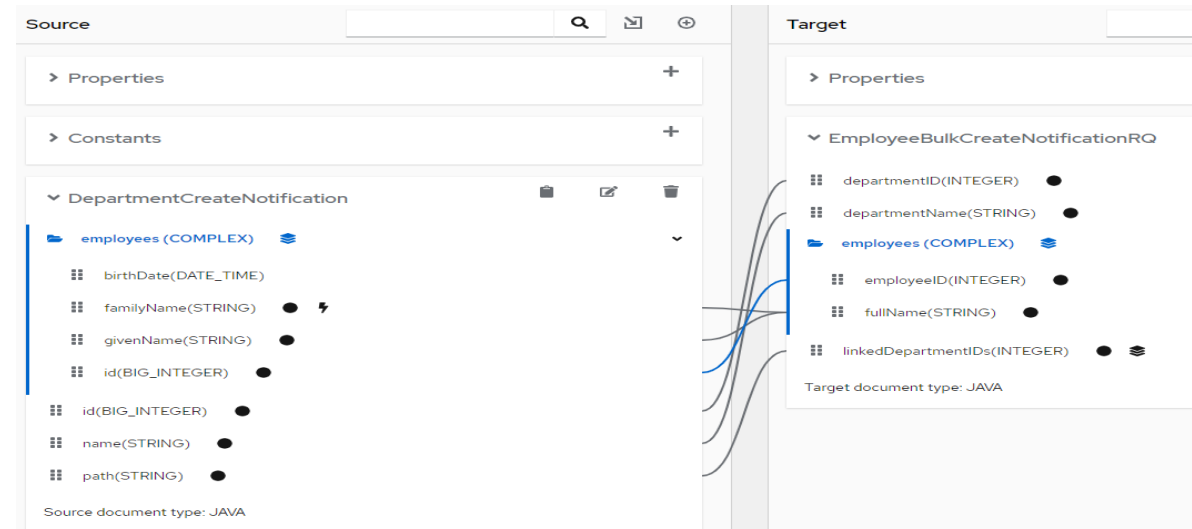 Source
Properties
Constants
DepartmentCreateNotification
employees (COMPLEX)
birthDate(DATE_TIME)
familyName(STRING)
givenName(STRING)
id(BIG_INTEGER)
id(BIG_INTEGER)
name(STRING)
path(STRING)
Source document type: JAVA
Target
Properties
EmployeeBulkCreateNotificationRQ
departmentID(INTEGER)
departmentName(STRING)
employees (COMPLEX)
employeeID(INTEGER)
fullName(STRING)
linkedDepartmentIDs(INTEGER)
Target document type: JAVA